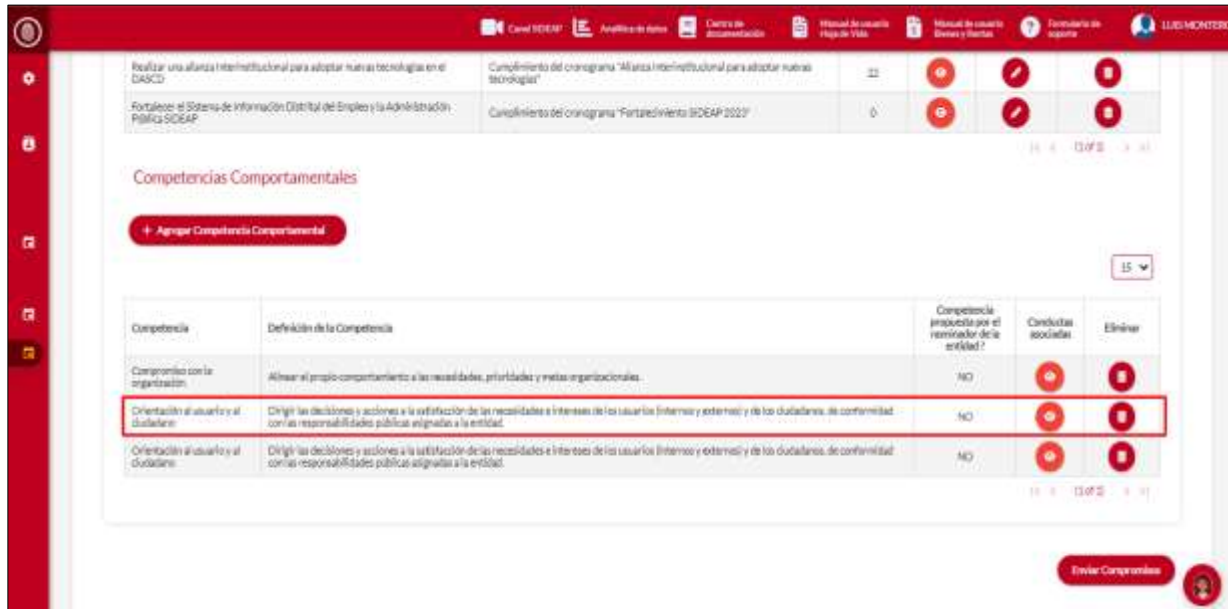 Canal SIDEAP
Analítica de datos
Centro de
documentación
Manual de usuario
Hoja de Vida
Manual de usuario
Bienes y Rentas
Formulario de
soporte
LUIS MONTERO
Realizar una alianza interinstitucional para adoptar nuevas tecnologías en el
DASCD
Cumplimiento del cronograma "Alianza Interinstitucional para adoptar nuevas
tecnologías"
Fortalecer el Sistema de Información Distrital del Empleo y la Administración
Pública SIDEAP
Cumplimiento del cronograma "Fortalecimiento SIDEAP 2023"
0
Competencias Comportamentales
+ Agregar Competencia Comportamental
15
Competencia
Definición de la Competencia
Competencia
propuesta por el
nominador de la
entidad?
Conductas
asociadas
Eliminar
Compromiso con la
organización
Alinear el propio comportamiento a las necesidades, prioridades y metas organizacionales.
NO
Orientación al usuario y al
ciudadano
Dirigir las decisiones y acciones a la satisfacción de las necesidades e intereses de los usuarios (internos y externos) y de los ciudadanos, de conformidad
con las responsabilidades públicas asignadas a la entidad.
NO
Orientación al usuario y al
ciudadano
Dirigir las decisiones y acciones a la satisfacción de las necesidades e intereses de los usuarios (internos y externos) y de los ciudadanos, de conformidad
con las responsabilidades públicas asignadas a la entidad.
NO
Enviar Compromisos